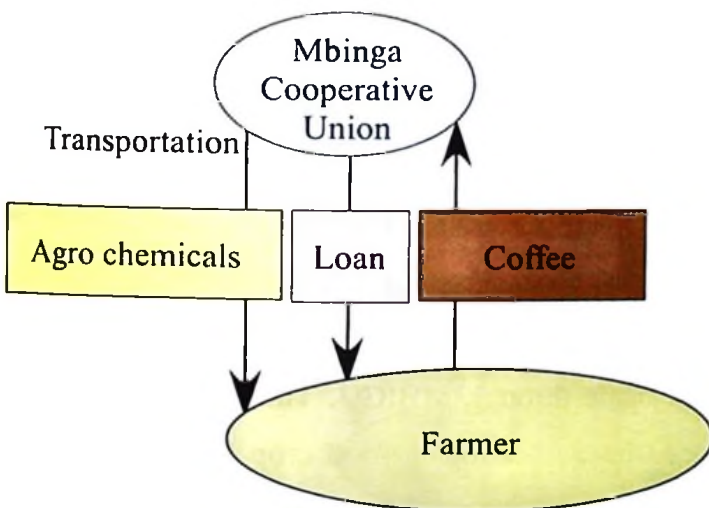 Mbinga
Cooperative
Union
Transportation
Agro chemicals
Loan
Coffee
Farmer